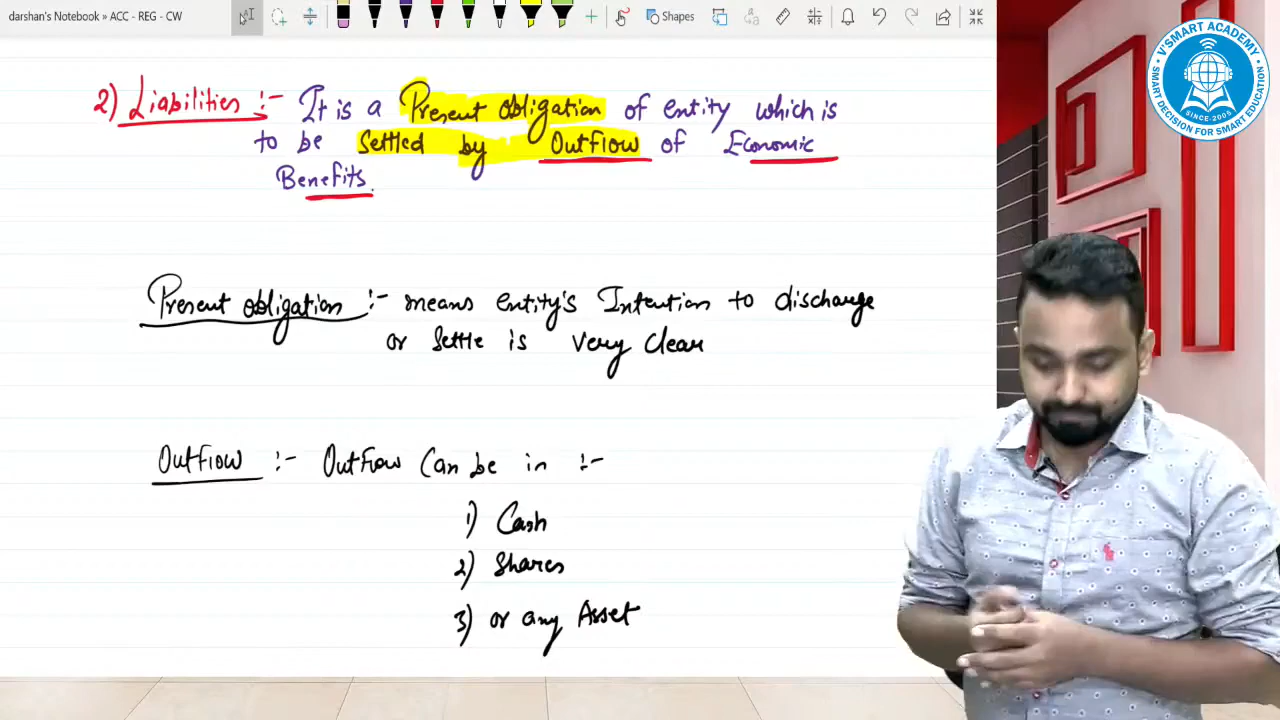 darshan's Notebook » ACC - REG - CW
Shapes
2) Liabilities :- It is a Present obligation of entity which is
to be Settled by Outflow of Economic
Benefits.
Present obligation :- means entity's Intention to discharge
or Settle is very clear
Outflow :- Outflow Can be in :-
1) Cash
2) Shares
3) or any Asset
V'SMART ACADEMY
SINCE-2005
SMART DECISION FOR SMART EDUCATION